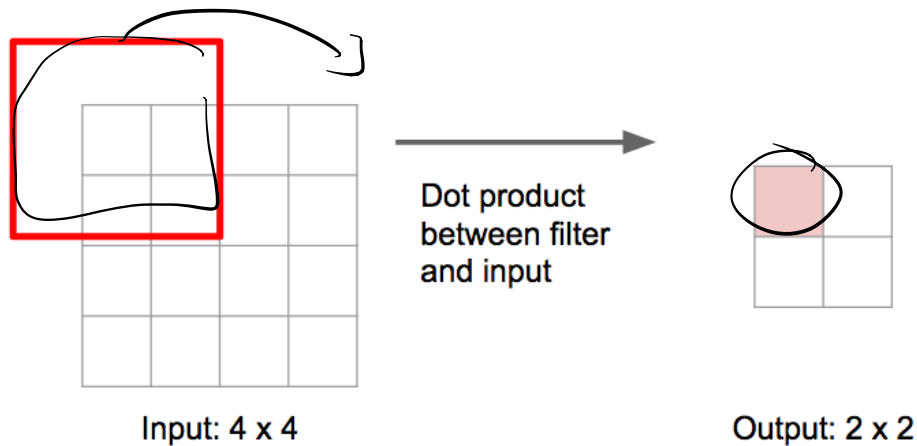 Dot product
between filter
and input
Input: 4 x 4
Output: 2 x 2